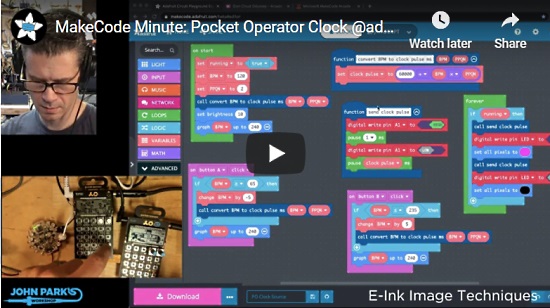 MakeCode Minute: Pocket Operator Clock @ad...
Watch later
Share
Search...
LIGHT
INPUT
MUSIC
NETWORK
LOOPS
LOGIC
VARIABLES
MATH
ADVANCED
on start
set running to true
set BPM to 120
set PPQN to 2
call convert BPM to clock pulse ms BPM PPQN
set brightness 20
graph BPM up to 240
on button A click
if BPM ≥ 65 then
change BPM by -5
call convert BPM to clock pulse ms BPM PPQN
graph BPM up to 240
function convert BPM to clock pulse ms BPM PPQN
set clock pulse to 60000 ÷ BPM ÷ PPQN
function send clock pulse
digital write pin A1 to
pause 1 ms
digital write pin A1 to
pause clock pulse ms
on button B click
if BPM ≤ 235 then
change BPM by 5
call convert BPM to clock pulse ms BPM PPQN
graph BPM up to 240
forever
if running then
call send clock pulse
digital write pin LED to
set all pixels to
call send clock pulse
digital write pin LED to
set all pixels to
JOHN PARK'S
WORKSHOP
Download
PO Clock Source
E-Ink Image Techniques